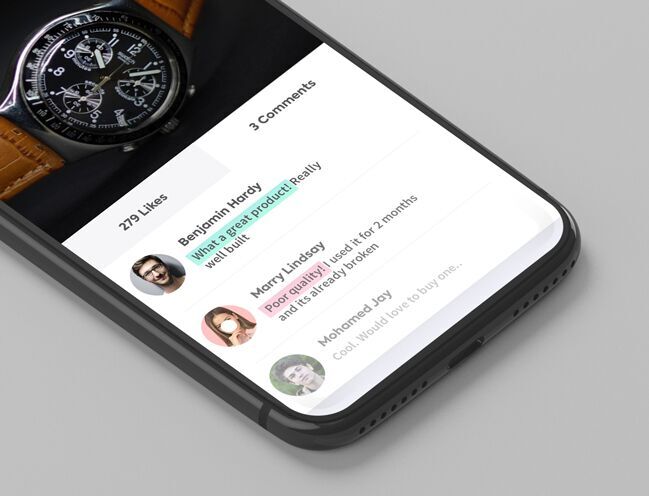 279 Likes
3 Comments
Benjamin Hardy
What a great product! Really
well built
Marry Lindsay
Poor quality! I used it for 2 months
and its already broken
Mohamed Jay
Cool. Would love to buy one..